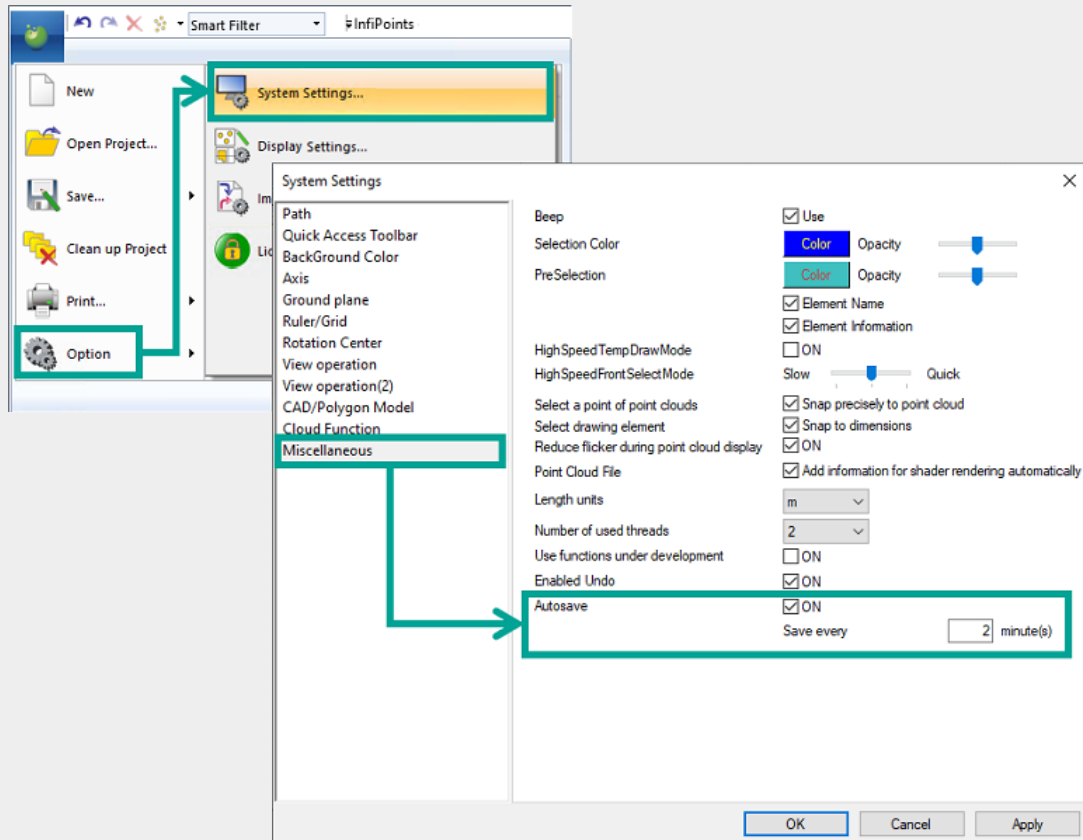 Smart Filter
InfiPoints
New
Open Project...
Save...
Clean up Project
Print...
Option
System Settings...
Display Settings...
System Settings
Path
Quick Access Toolbar
BackGround Color
Axis
Ground plane
Ruler/Grid
Rotation Center
View operation
View operation(2)
CAD/Polygon Model
Cloud Function
Miscellaneous
Beep Use
Selection Color Color Opacity
PreSelection Color Opacity
Element Name
Element Information
HighSpeedTempDrawMode ON
HighSpeedFrontSelectMode Slow Quick
Select a point of point clouds Snap precisely to point cloud
Select drawing element Snap to dimensions
Reduce flicker during point cloud display ON
Point Cloud File Add information for shader rendering automatically
Length units m
Number of used threads 2
Use functions under development ON
Enabled Undo ON
Autosave ON
Save every 2 minute(s)
OK Cancel Apply